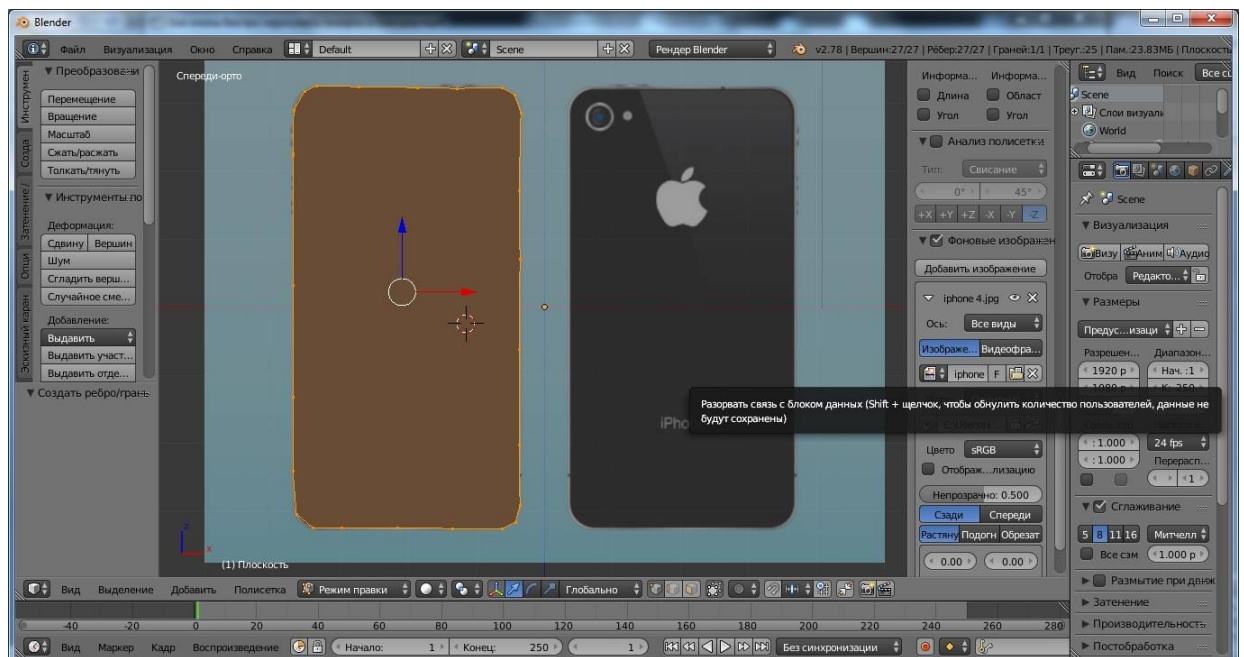 Blender
Файл Визуализация Окно Справка Default Scene Рендер Blender v2.78 | Вершин:27/27 | Рёбер:27/27 | Граней:1/1 | Треуг.:25 | Пам.:23.83МБ | Плоскость
Инструмен
Созда
Затенение /
Опци
Эскизный каран
Преобразовани
Перемещение
Вращение
Масштаб
Сжать/расжать
Толкать/тянуть
Инструменты по
Деформация:
Сдвину Вершин
Шум
Сгладить верш...
Случайное сме...
Добавление:
Выдавить
Выдавить участ...
Выдавить отде...
Создать ребро/грань
Спереди-орто
iPho
z
x
(1) Плоскость
Информа... Информа...
Длина Област
Угол Угол
Анализ полисетки
Тип: Свисание
0° 45°
+X +Y +Z -X -Y -Z
Фоновые изображен
Добавить изображение
iphone 4.jpg
Ось: Все виды
Изображе... Видеофра...
iphone F
Разорвать связь с блоком данных (Shift + щелчок, чтобы обнулить количество пользователей, данные не
будут сохранены)
Цвето sRGB
Отображ...лизацию
Непрозрачно: 0.500
Сзади Спереди
Растяну Подогн Обрезат
0.00 0.00
Вид Поиск Все сц
Scene
Слои визуали
World
Scene
Визуализация
Визу Аним Аудио
Отобра Редакто...
Размеры
Предус...изаци
Разрешен... Диапазон...
1920 p Нач. :1
1080 p К: 250
: 1.000 24 fps
: 1.000 Перерасп...
1
Сглаживание
5 8 11 16 Митчелл
Все сэм 1.000 p
Размытие при движ
Затенение
Производительность
Постобработка
Вид Выделение Добавить Полисетка Режим правки Глобально
-40 -20 0 20 40 60 80 100 120 140 160 180 200 220 240 260 280
Вид Маркер Кадр Воспроизведение Начало: 1 Конец: 250 1 Без синхронизации